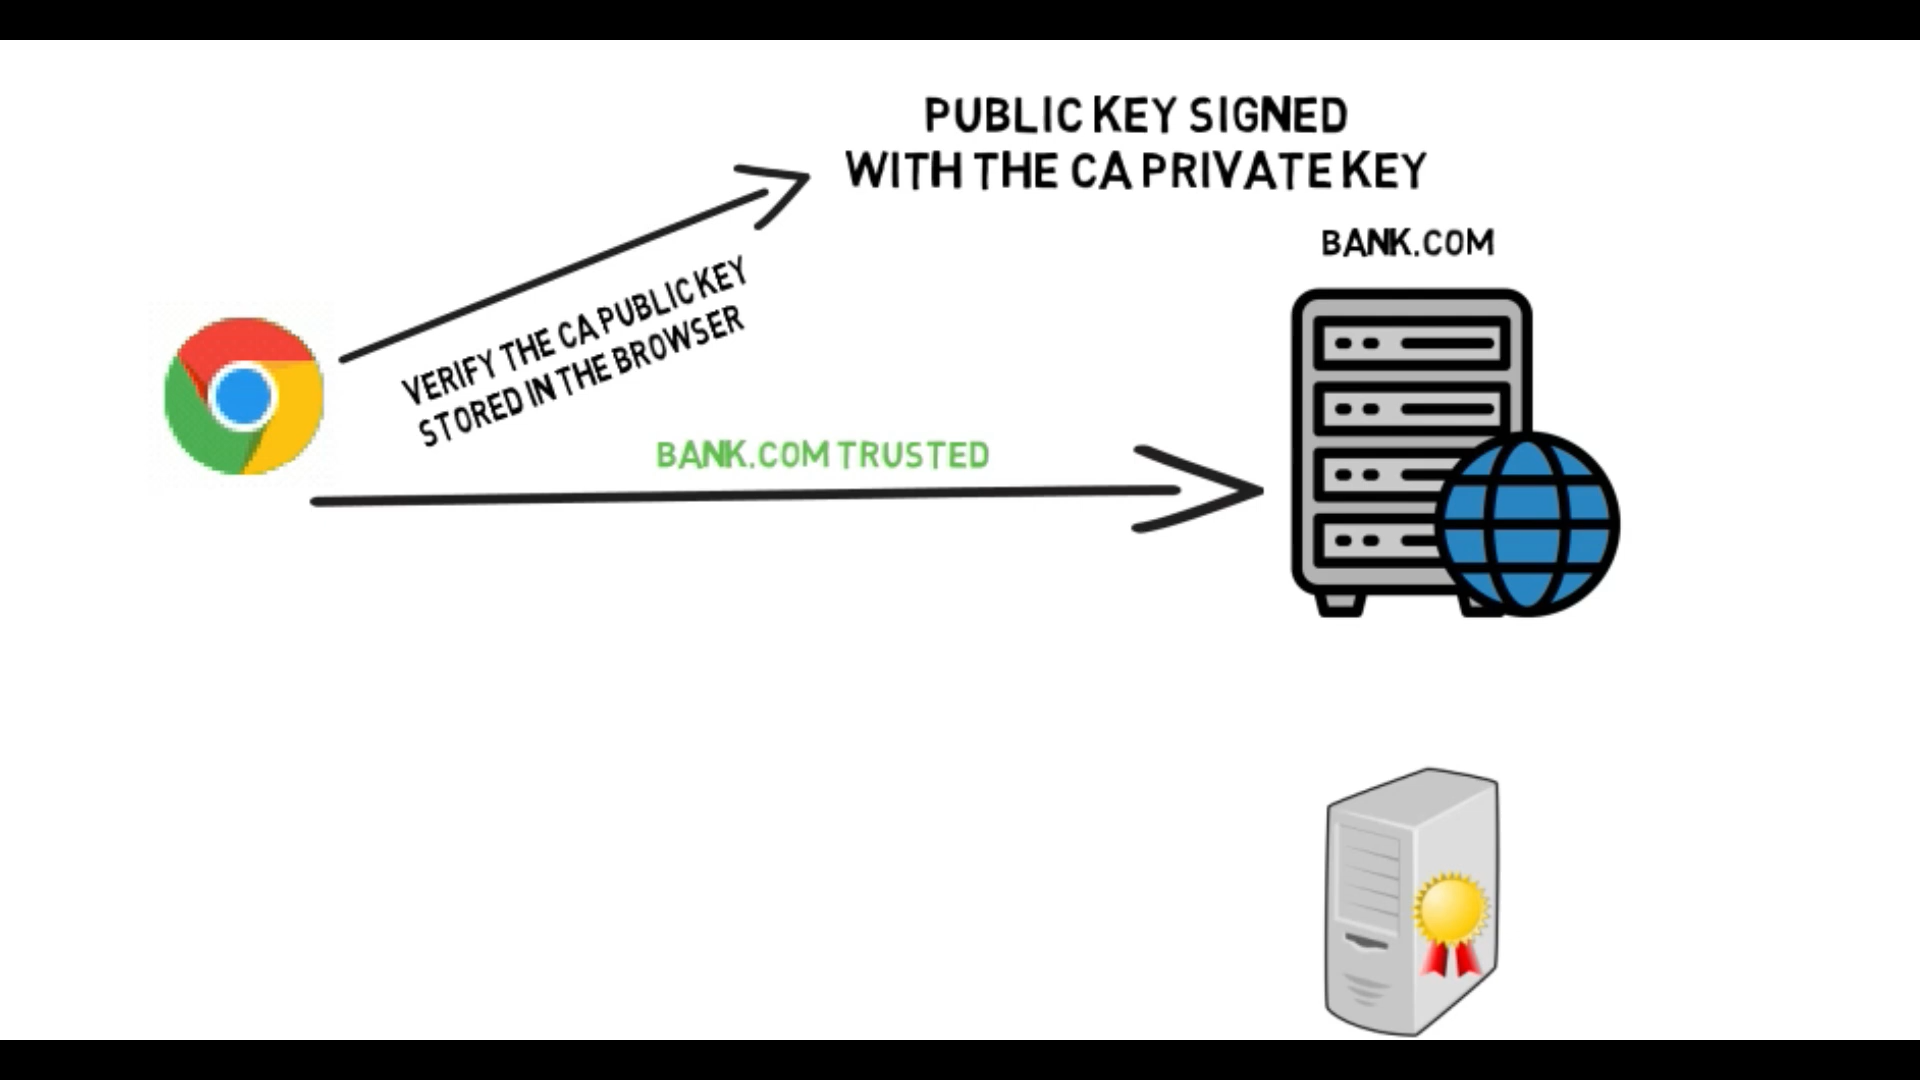 PUBLIC KEY SIGNED
WITH THE CA PRIVATE KEY
BANK.COM
VERIFY THE CA PUBLIC KEY
STORED IN THE BROWSER
BANK.COM TRUSTED